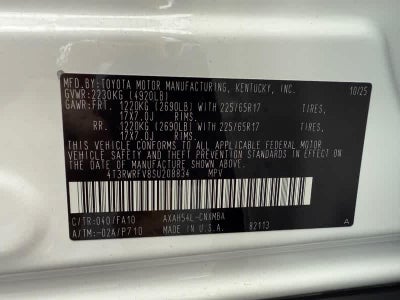 MFD.BY:TOYOTA MOTOR MANUFACTURING, KENTUCKY, INC. 10/25
GVWR:2230KG (4920LB)
GAWR:FRT. 1220KG (2690LB) WITH 225/65R17 TIRES,
17X7.0J RIMS.
RR. 1220KG (2690LB) WITH 225/65R17 TIRES,
17X7.0J RIMS.
THIS VEHICLE CONFORMS TO ALL APPLICABLE FEDERAL MOTOR
VEHICLE SAFETY STANDARDS IN EFFECT ON THE DATE OF
MANUFACTURE SHOWN ABOVE.
4T3RWRFV8SU208834 MPV
C/TR:040/FA10 AXAH54L-CNXMBA A
A/TM:-02A/P710 MADE IN U.S.A. 82113